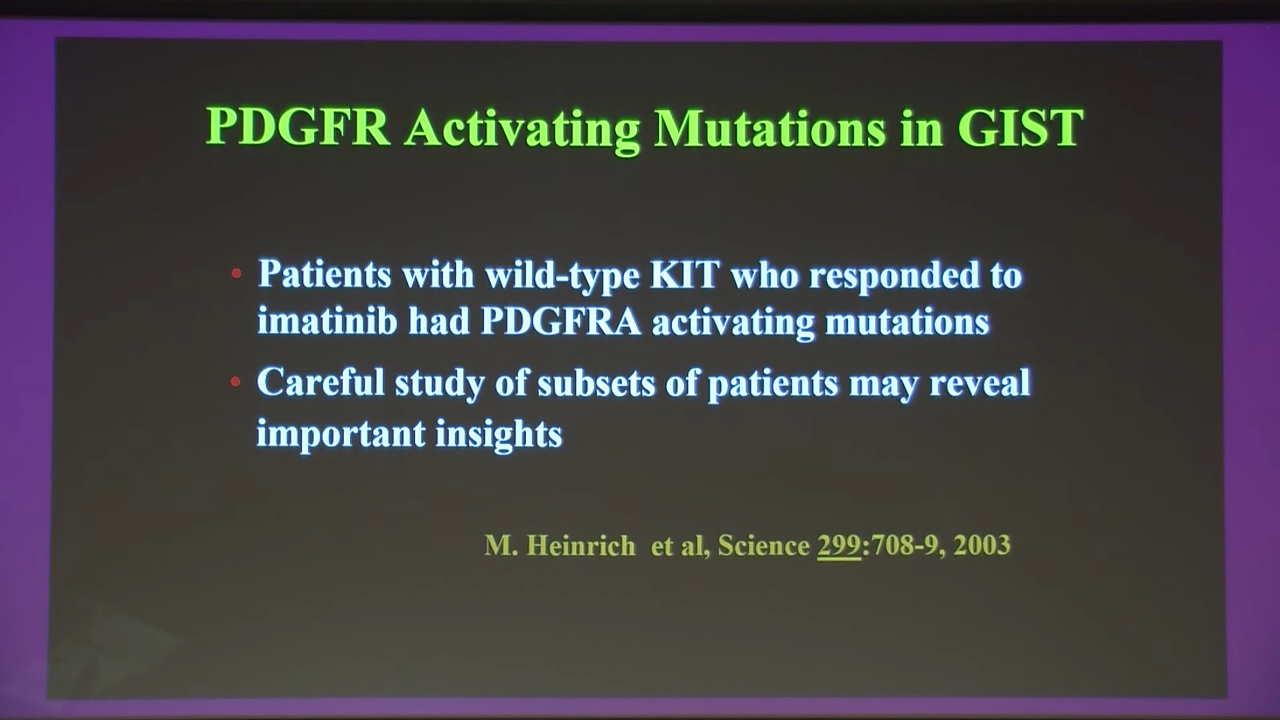 PDGFR Activating Mutations in GIST
• Patients with wild-type KIT who responded to
imatinib had PDGFRA activating mutations
• Careful study of subsets of patients may reveal
important insights
M. Heinrich et al, Science 299:708-9, 2003